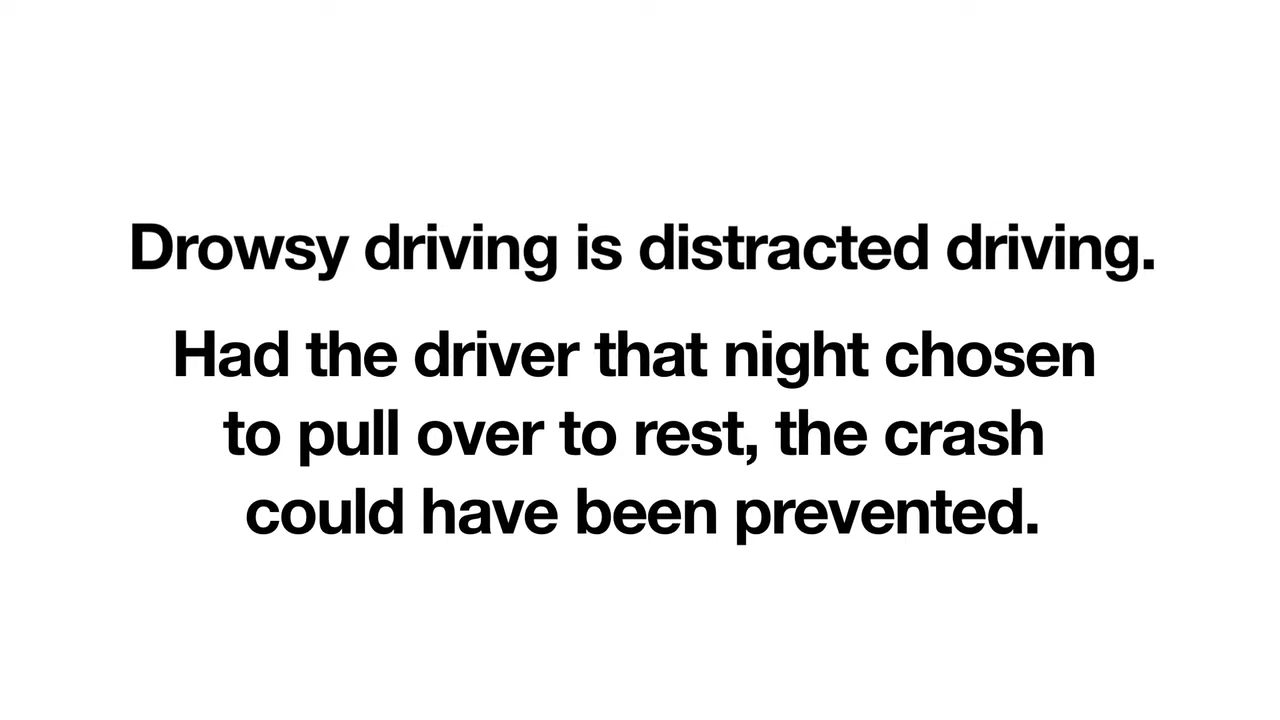 Drowsy driving is distracted driving.
Had the driver that night chosen
to pull over to rest, the crash
could have been prevented.